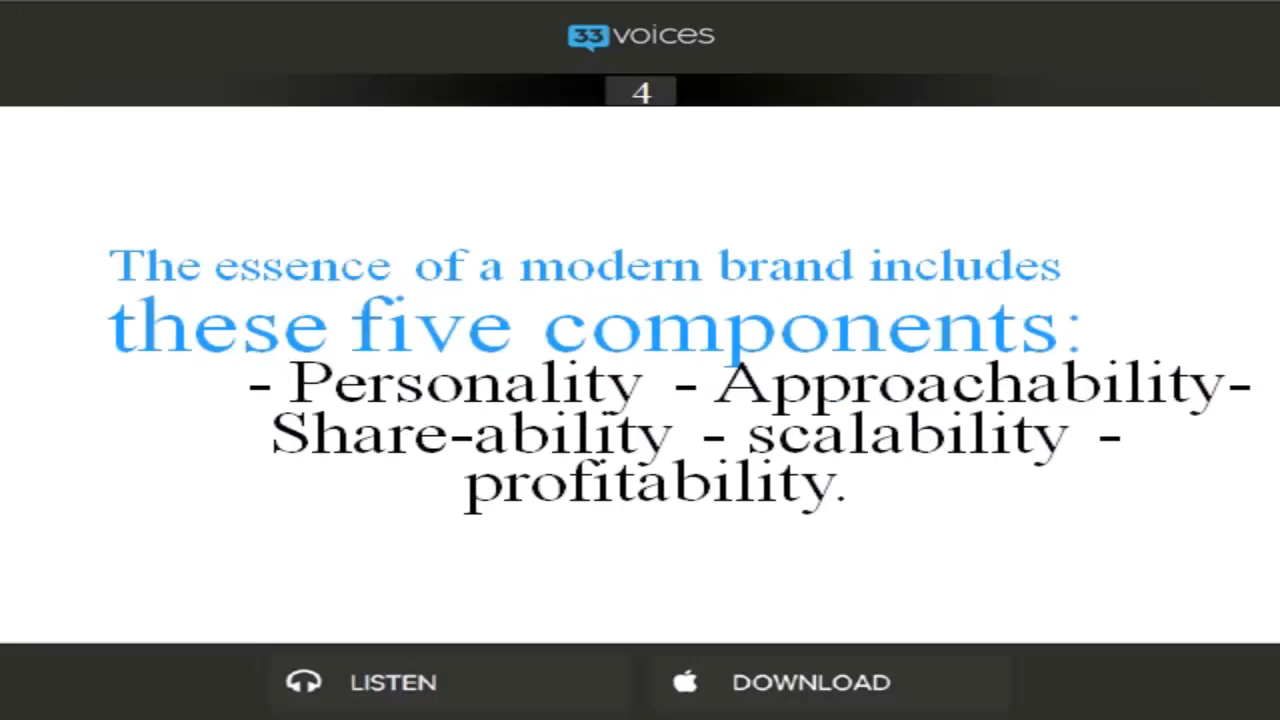 33voices
4
The essence of a modern brand includes
these five components:
- Personality - Approachability-
Share-ability - scalability -
profitability.
LISTEN
DOWNLOAD